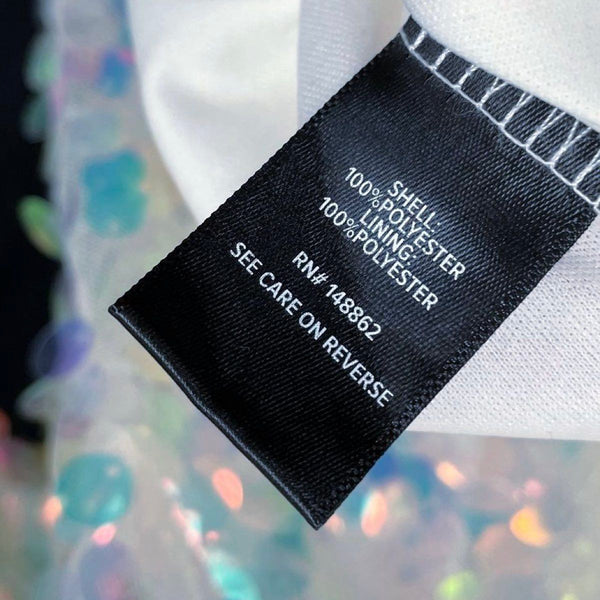 SHELL:
100%POLYESTER
LINING:
100%POLYESTER
RN# 148862
SEE CARE ON REVERSE